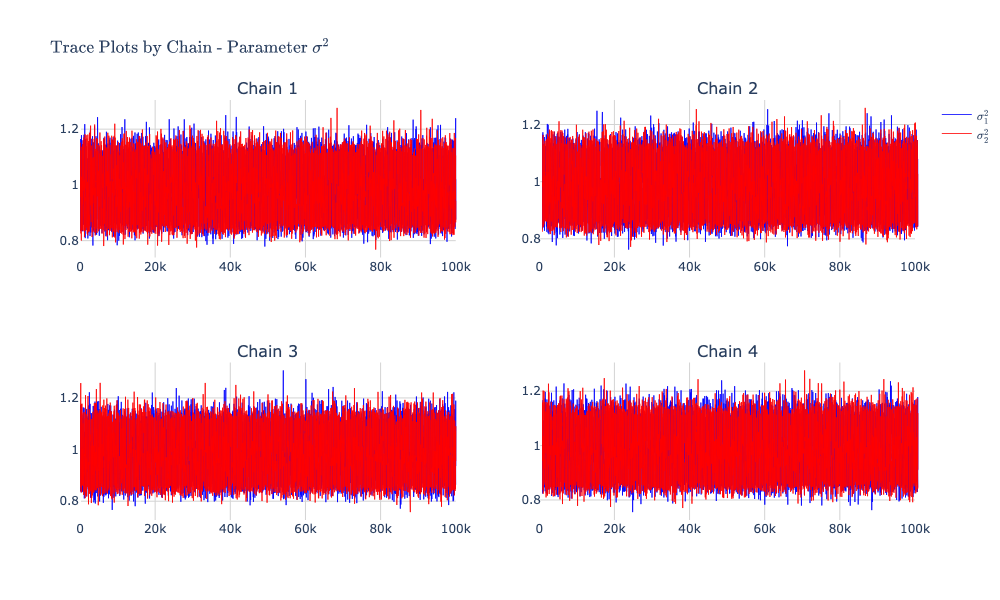 Trace Plots by Chain - Parameter σ²
Chain 1
1.2
1
0.8
0 20k 40k 60k 80k 100k
Chain 2
1.2
1
0.8
0 20k 40k 60k 80k 100k
σ₁²
σ₂²
Chain 3
1.2
1
0.8
0 20k 40k 60k 80k 100k
Chain 4
1.2
1
0.8
0 20k 40k 60k 80k 100k